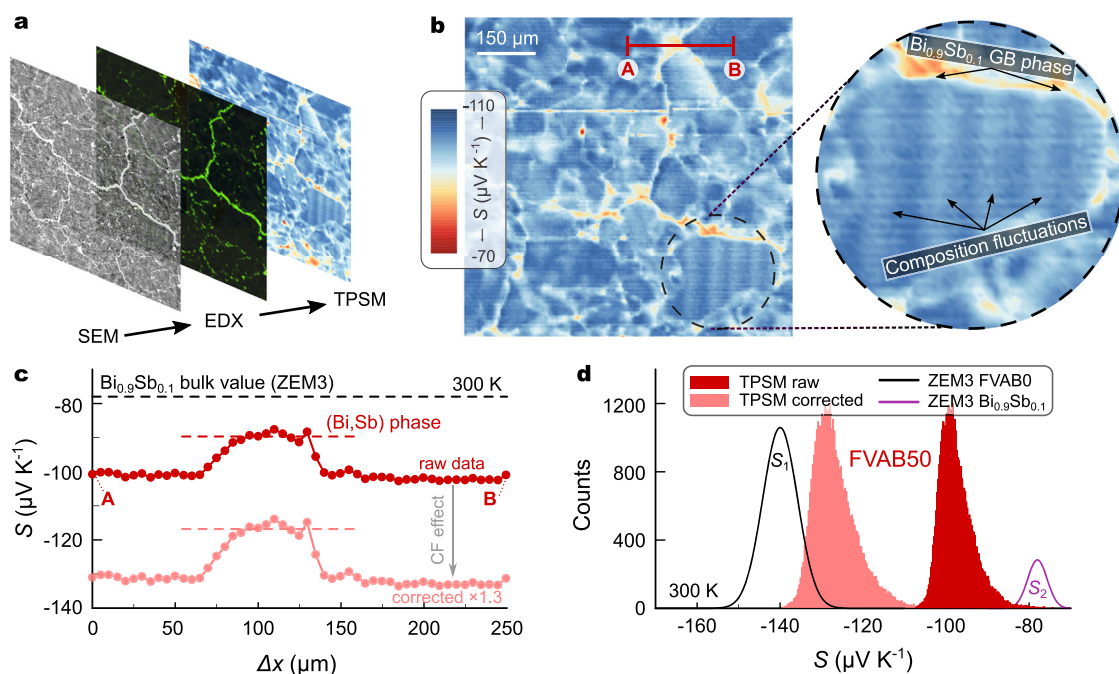 a
SEM
EDX
TPSM
b
150 µm
A
B
-110
— S (µV K⁻¹) —
-70
Bi₀.₉Sb₀.₁ GB phase
Composition fluctuations
c
Bi₀.₉Sb₀.₁ bulk value (ZEM3)
300 K
(Bi,Sb) phase
raw data
A
B
CF effect
corrected ×1.3
-80
-100
-120
-140
S (µV K⁻¹)
0
50
100
150
200
250
Δx (µm)
d
TPSM raw
TPSM corrected
ZEM3 FVAB0
ZEM3 Bi₀.₉Sb₀.₁
FVAB50
S₁
S₂
300 K
1200
800
400
0
Counts
-160
-140
-120
-100
-80
S (µV K⁻¹)